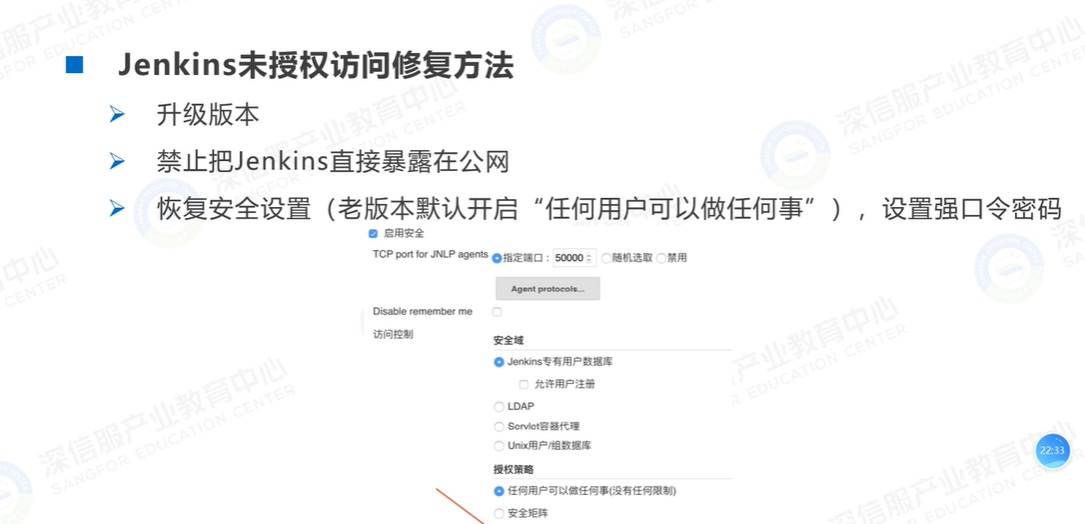 Jenkins未授权访问修复方法
升级版本
禁止把Jenkins直接暴露在公网
恢复安全设置（老版本默认开启“任何用户可以做任何事”），设置强口令密码
启用安全
TCP port for JNLP agents 指定端口： 50000 随机选取 禁用
Agent protocols...
Disable remember me
访问控制
安全域
Jenkins专有用户数据库
允许用户注册
LDAP
Servlet容器代理
Unix用户/组数据库
授权策略
任何用户可以做任何事(没有任何限制)
安全矩阵
22:33
深信服产业教育中心
SANGFOR EDUCATION CENTER